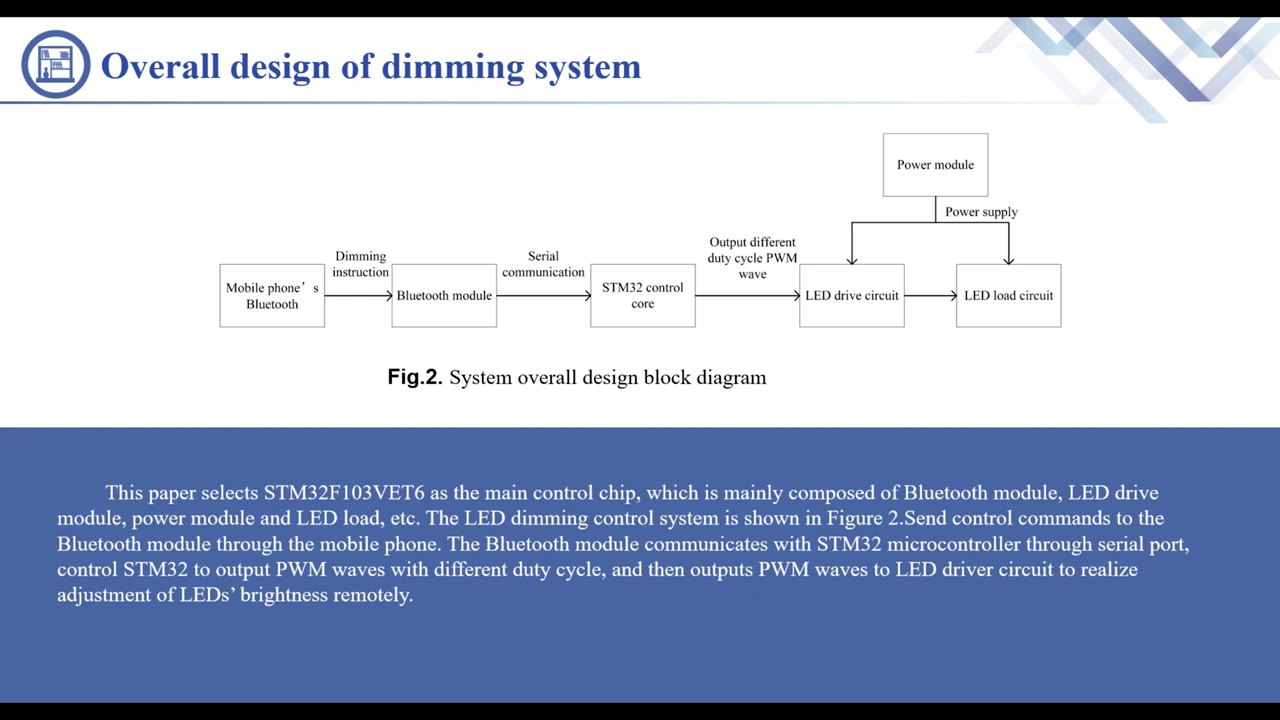 Overall design of dimming system
Power module
Power supply
Output different
duty cycle PWM
wave
Dimming
instruction
Serial
communication
Mobile phone’s
Bluetooth
Bluetooth module
STM32 control
core
LED drive circuit
LED load circuit
Fig.2. System overall design block diagram
This paper selects STM32F103VET6 as the main control chip, which is mainly composed of Bluetooth module, LED drive
module, power module and LED load, etc. The LED dimming control system is shown in Figure 2.Send control commands to the
Bluetooth module through the mobile phone. The Bluetooth module communicates with STM32 microcontroller through serial port,
control STM32 to output PWM waves with different duty cycle, and then outputs PWM waves to LED driver circuit to realize
adjustment of LEDs’ brightness remotely.